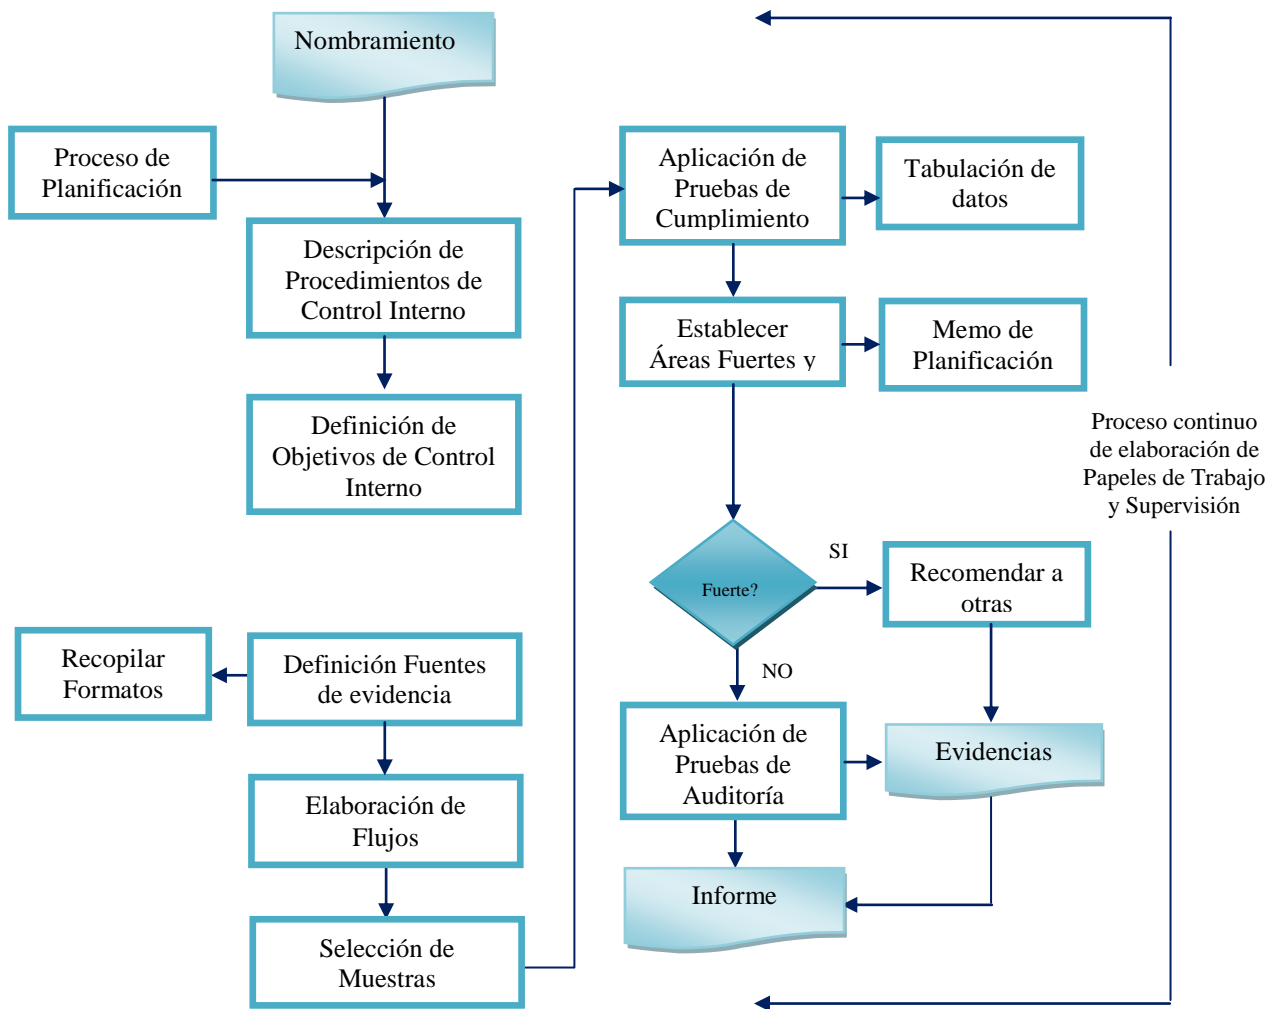 Nombramiento
Proceso de
Planificación
Descripción de
Procedimientos de
Control Interno
Definición de
Objetivos de Control
Interno
Recopilar
Formatos
Definición Fuentes
de evidencia
Elaboración de
Flujos
Selección de
Muestras
Aplicación de
Pruebas de
Cumplimiento
Tabulación de
datos
Establecer
Áreas Fuertes y
Memo de
Planificación
Fuerte?
SI
Recomendar a
otras
NO
Aplicación de
Pruebas de
Auditoría
Evidencias
Informe
Proceso continuo
de elaboración de
Papeles de Trabajo
y Supervisión